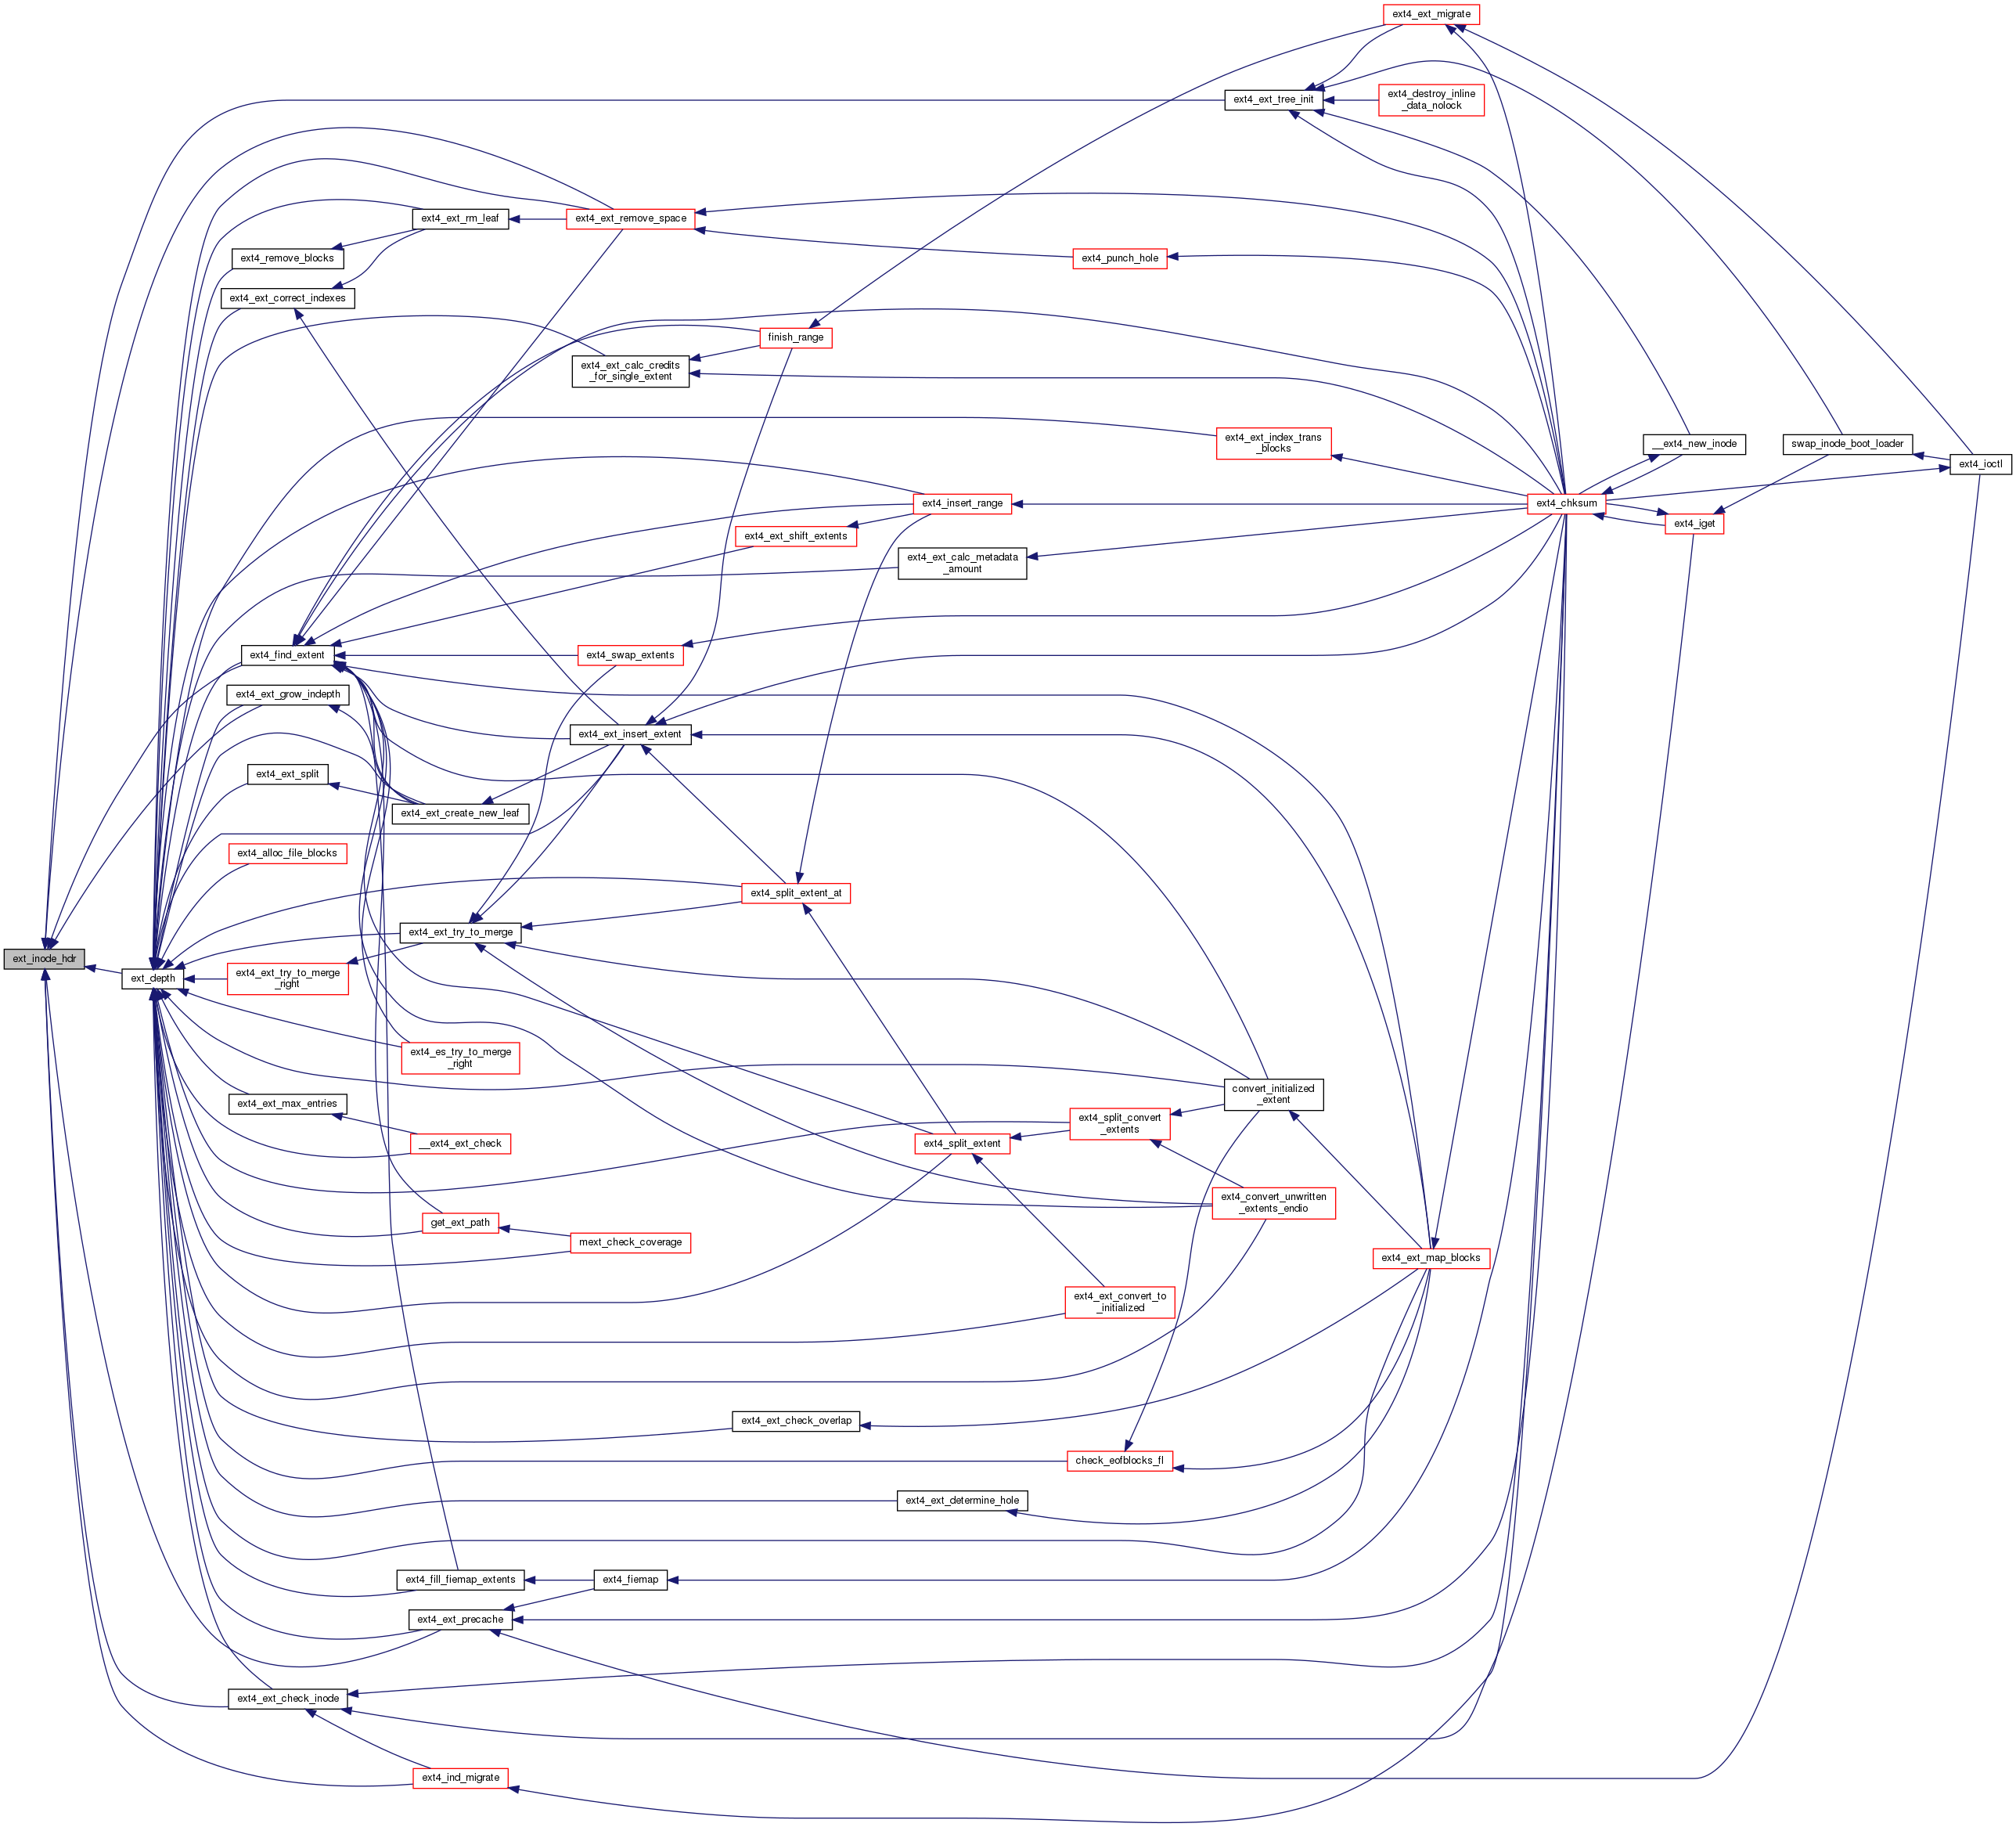 ext4_ext_migrate
ext4_ext_tree_init
ext4_destroy_inline
_data_nolock
ext4_ext_rm_leaf
ext4_ext_remove_space
ext4_remove_blocks
ext4_punch_hole
ext4_ext_correct_indexes
finish_range
ext4_ext_calc_credits
_for_single_extent
ext4_ext_index_trans
_blocks
__ext4_new_inode
swap_inode_boot_loader
ext4_ioctl
ext4_insert_range
ext4_chksum
ext4_iget
ext4_ext_shift_extents
ext4_ext_calc_metadata
_amount
ext4_find_extent
ext4_swap_extents
ext4_ext_grow_indepth
ext4_ext_insert_extent
ext4_ext_split
ext4_ext_create_new_leaf
ext4_alloc_file_blocks
ext4_split_extent_at
ext4_ext_try_to_merge
ext_inode_hdr
ext_depth
ext4_ext_try_to_merge
_right
ext4_es_try_to_merge
_right
ext4_ext_max_entries
convert_initialized
_extent
ext4_split_convert
_extents
__ext4_ext_check
ext4_split_extent
ext4_convert_unwritten
_extents_endio
get_ext_path
mext_check_coverage
ext4_ext_map_blocks
ext4_ext_convert_to
_initialized
ext4_ext_check_overlap
check_eofblocks_fl
ext4_ext_determine_hole
ext4_fill_fiemap_extents
ext4_fiemap
ext4_ext_precache
ext4_ext_check_inode
ext4_ind_migrate